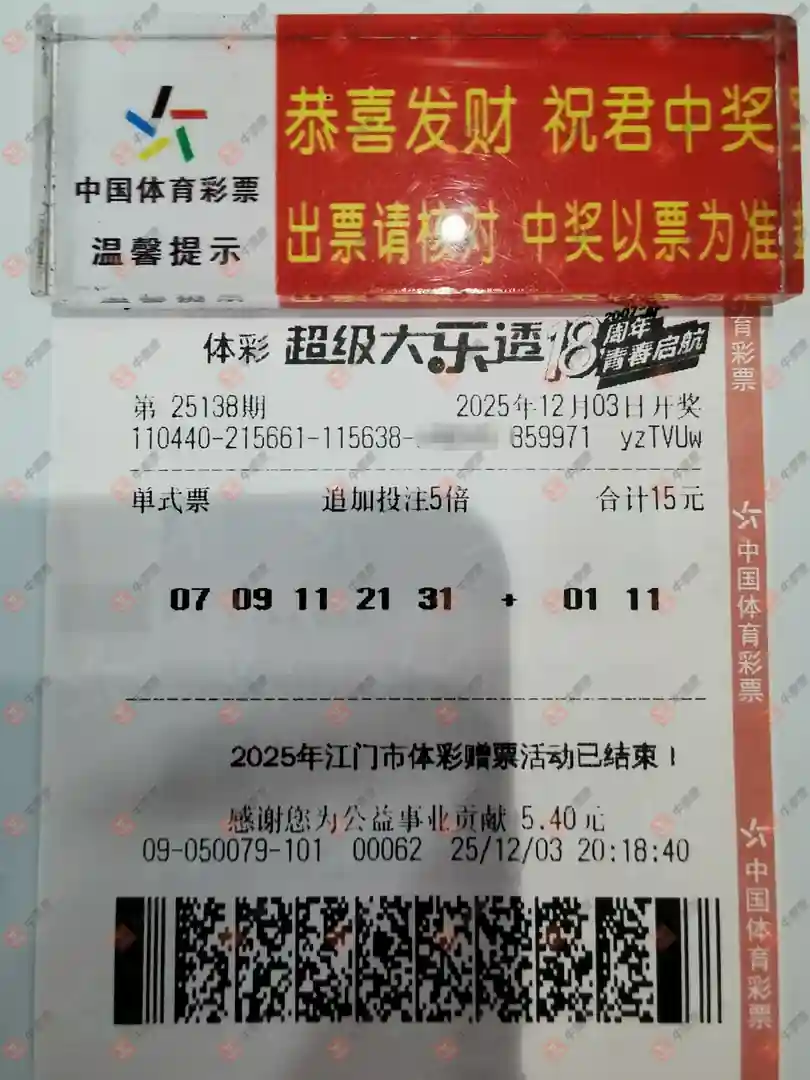 中国体育彩票
温馨提示
恭喜发财 祝君中奖
出票请核对 中奖以票为准
体彩 超级大乐透 18周年 青春启航
第 25138期 2025年12月03日开奖
110440-215661-115638- 859971 yzTVUw
单式票 追加投注5倍 合计15元
07 09 11 21 31 + 01 11
2025年江门市体彩赠票活动已结束！
感谢您为公益事业贡献 5.40元
09-050079-101 00062 25/12/03 20:18:40
育彩票
中国体育彩票
中国体育彩票